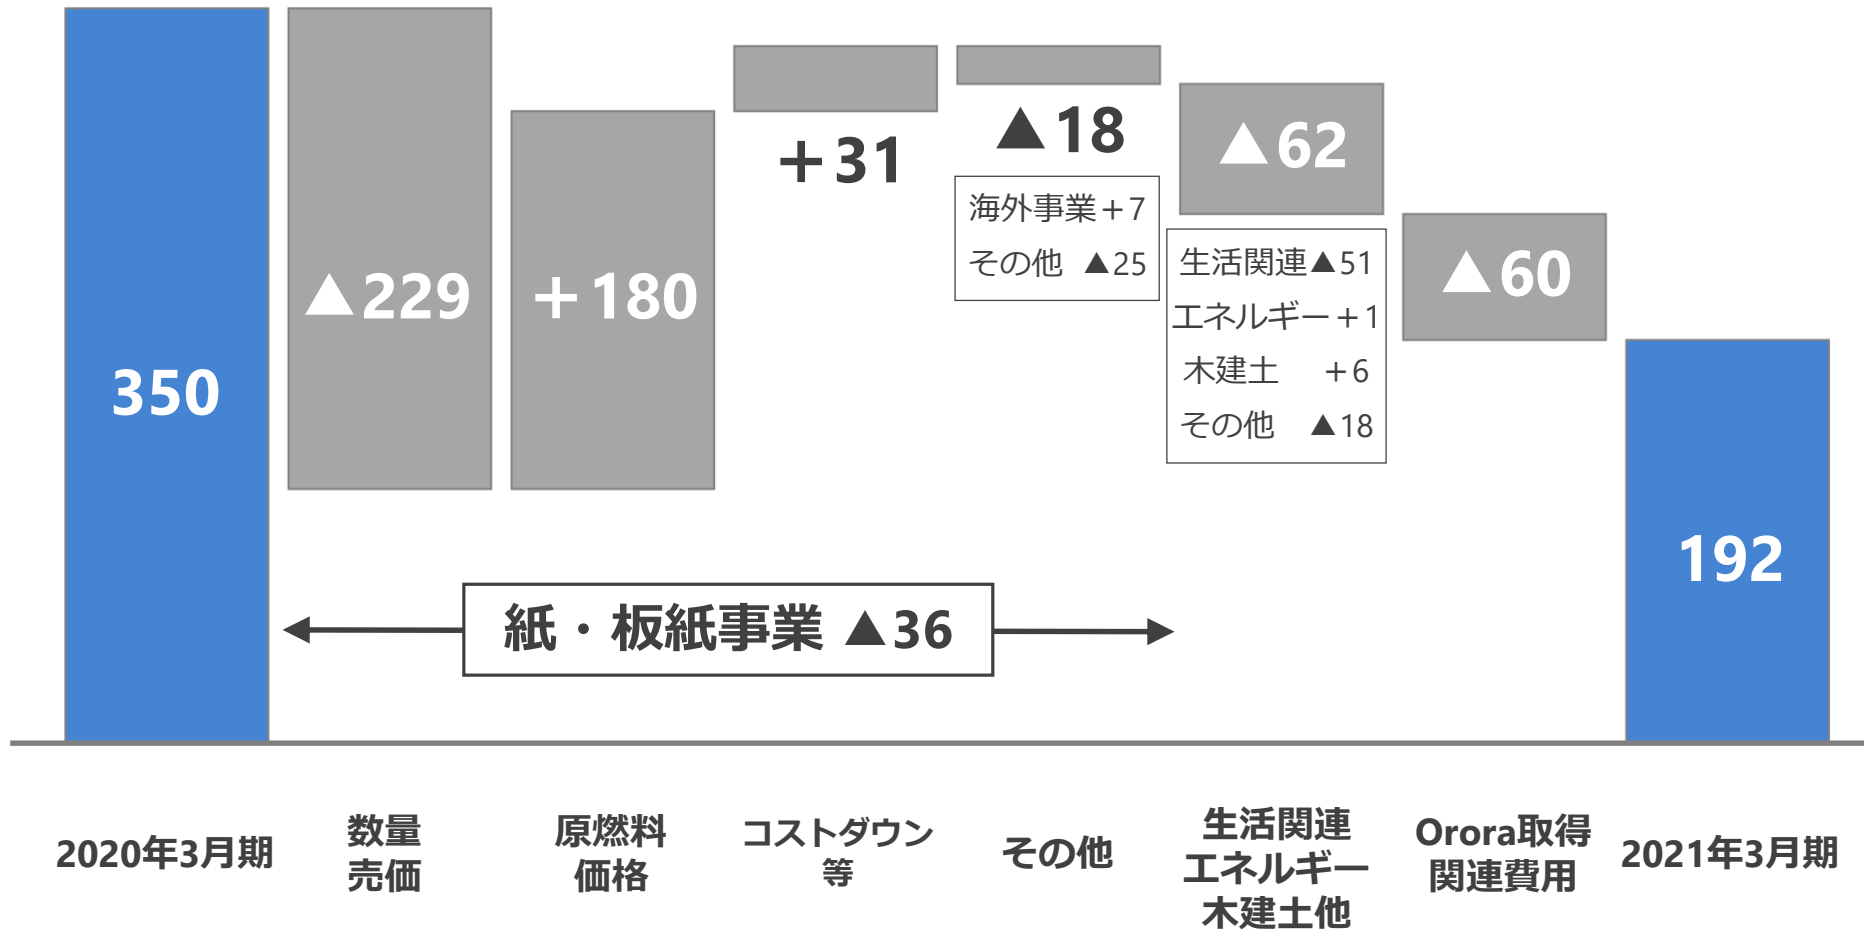 350
▲229
＋180
＋31
▲18
海外事業＋7
その他 ▲25
▲62
生活関連▲51
エネルギー＋1
木建土 ＋6
その他 ▲18
▲60
192
紙・板紙事業 ▲36
2020年3月期
数量
売価
原燃料
価格
コストダウン
等
その他
生活関連
エネルギー
木建土他
Orora取得
関連費用
2021年3月期